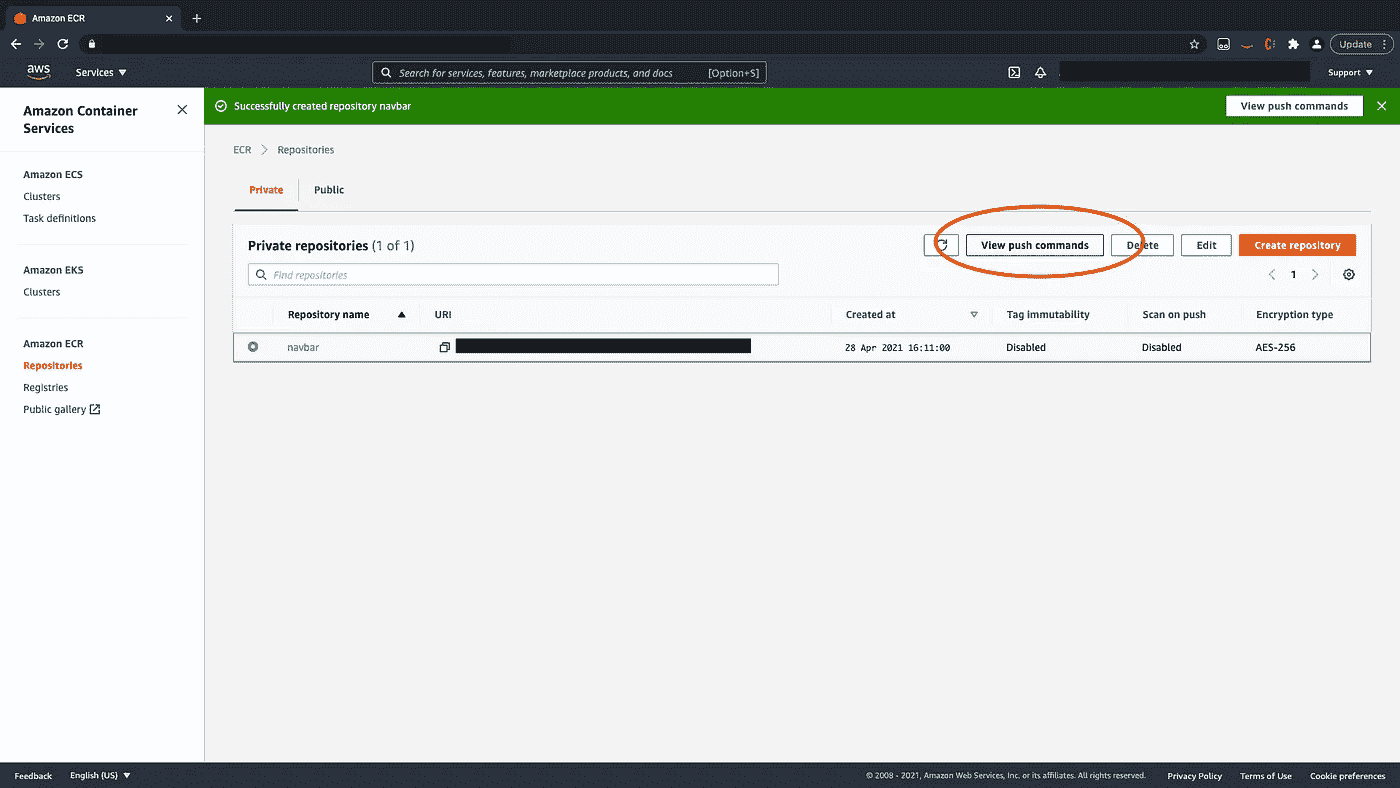 Amazon ECR
Update
aws
Services
Search for services, features, marketplace products, and docs [Option+S]
Support
Amazon Container
Services
Successfully created repository navbar
View push commands
Amazon ECS
Clusters
Task definitions
Amazon EKS
Clusters
Amazon ECR
Repositories
Registries
Public gallery
ECR
Repositories
Private
Public
Private repositories (1 of 1)
View push commands
Delete
Edit
Create repository
Find repositories
1
Repository name
URI
Created at
Tag immutability
Scan on push
Encryption type
navbar
28 Apr 2021 16:11:00
Disabled
Disabled
AES-256
Feedback
English (US)
© 2008 - 2021, Amazon Web Services, Inc. or its affiliates. All rights reserved.
Privacy Policy
Terms of Use
Cookie preferences